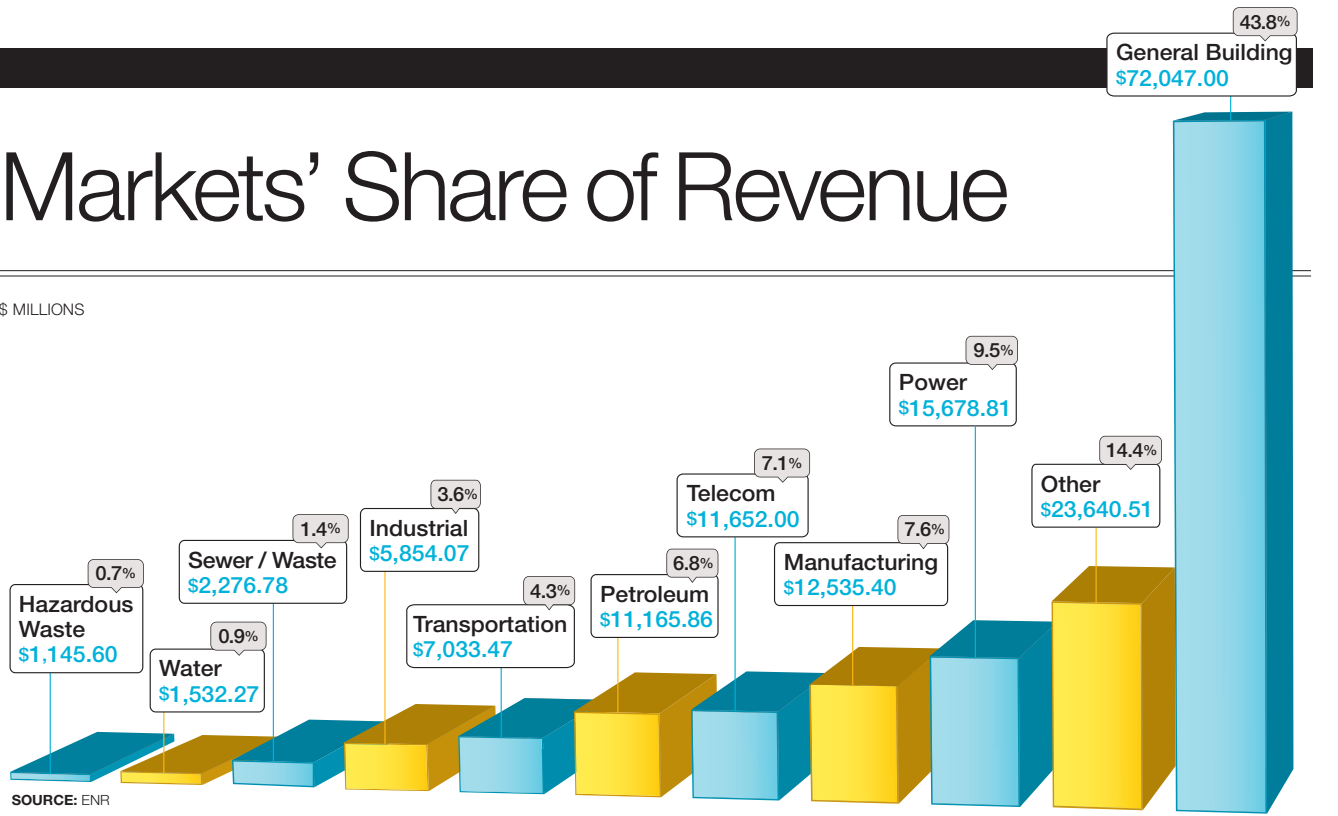 Markets’ Share of Revenue
$ MILLIONS
0.7%
Hazardous
Waste
$1,145.60
0.9%
Water
$1,532.27
1.4%
Sewer / Waste
$2,276.78
3.6%
Industrial
$5,854.07
4.3%
Transportation
$7,033.47
6.8%
Petroleum
$11,165.86
7.1%
Telecom
$11,652.00
7.6%
Manufacturing
$12,535.40
9.5%
Power
$15,678.81
14.4%
Other
$23,640.51
43.8%
General Building
$72,047.00
SOURCE: ENR